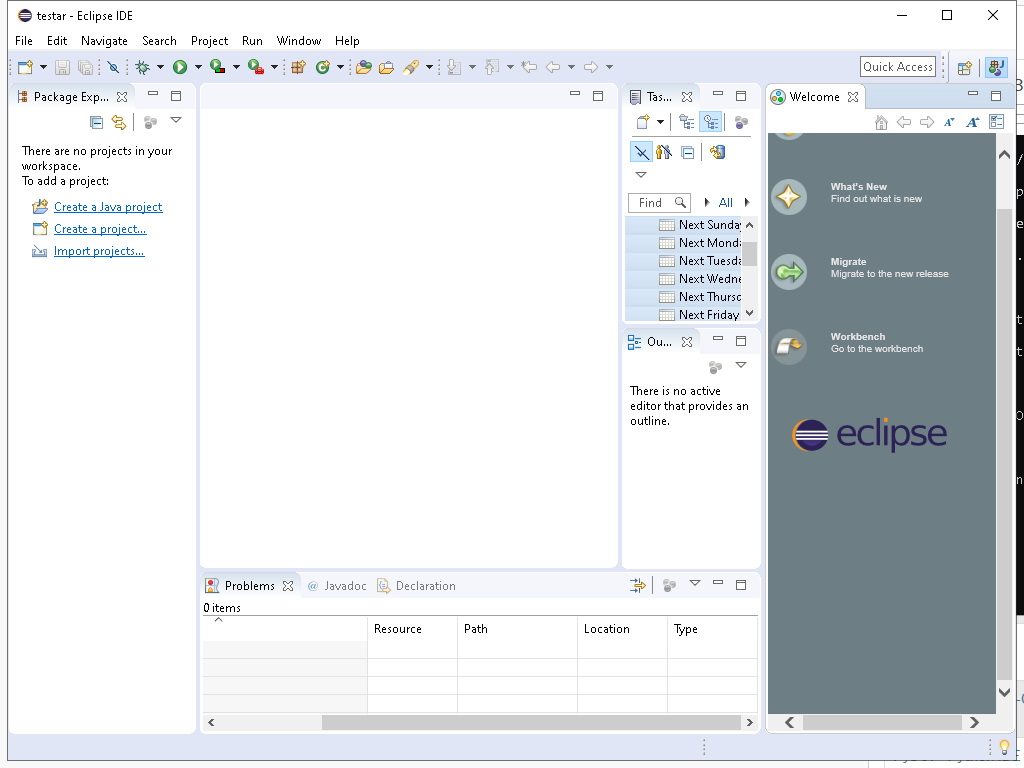 testar - Eclipse IDE
File Edit Navigate Search Project Run Window Help
Quick Access
Package Exp...
There are no projects in your
workspace.
To add a project:
Create a Java project
Create a project...
Import projects...
Tas...
Find
All
Next Sunda
Next Monda
Next Tuesda
Next Wedne
Next Thursd
Next Friday
Ou...
There is no active
editor that provides an
outline.
Welcome
What's New
Find out what is new
Migrate
Migrate to the new release
Workbench
Go to the workbench
eclipse
Problems @ Javadoc Declaration
0 items
Resource Path Location Type